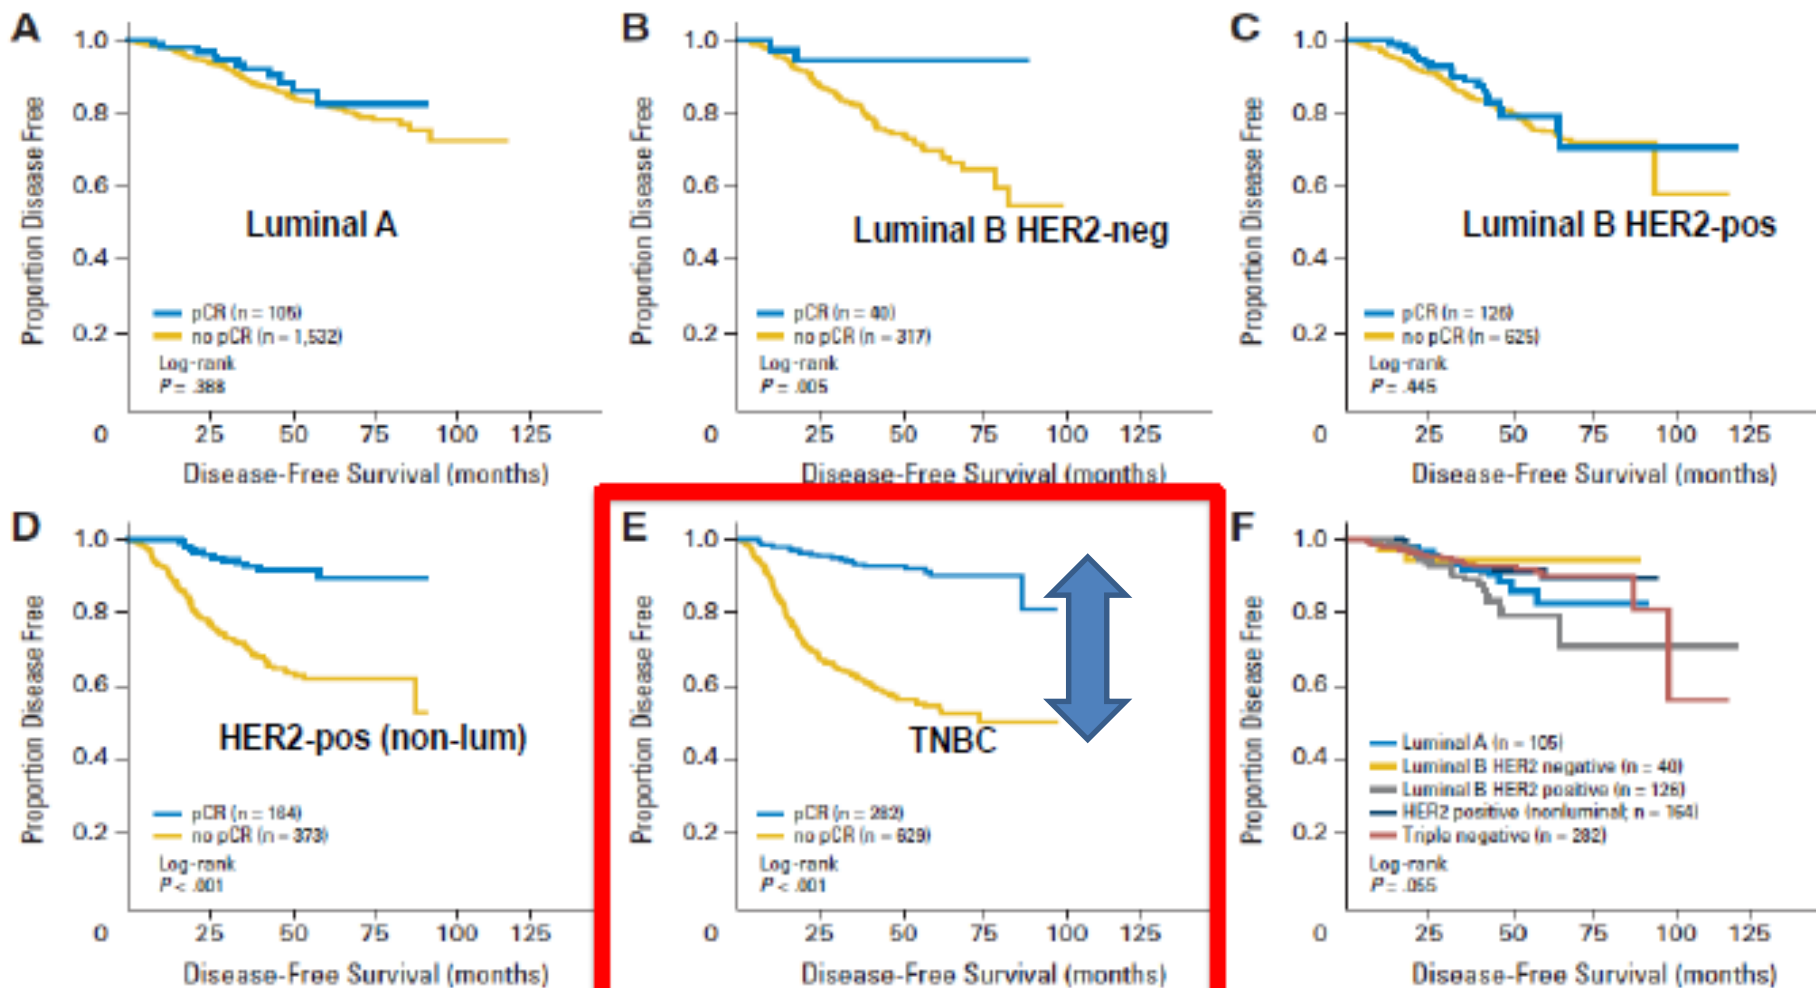 A
1.0
0.8
0.6
0.4
0.2
0
Proportion Disease Free
Luminal A
pCR (n = 105)
no pCR (n = 1,532)
Log-rank
P = .388
25 50 75 100 125
Disease-Free Survival (months)
B
1.0
0.8
0.6
0.4
0.2
0
Proportion Disease Free
Luminal B HER2-neg
pCR (n = 40)
no pCR (n = 317)
Log-rank
P = .005
25 50 75 100 125
Disease-Free Survival (months)
C
1.0
0.8
0.6
0.4
0.2
0
Proportion Disease Free
Luminal B HER2-pos
pCR (n = 126)
no pCR (n = 625)
Log-rank
P = .445
25 50 75 100 125
Disease-Free Survival (months)
D
1.0
0.8
0.6
0.4
0.2
0
Proportion Disease Free
HER2-pos (non-lum)
pCR (n = 164)
no pCR (n = 373)
Log-rank
P < .001
25 50 75 100 125
Disease-Free Survival (months)
E
1.0
0.8
0.6
0.4
0.2
0
Proportion Disease Free
TNBC
pCR (n = 282)
no pCR (n = 629)
Log-rank
P < .001
25 50 75 100 125
Disease-Free Survival (months)
F
1.0
0.8
0.6
0.4
0.2
0
Proportion Disease Free
Luminal A (n = 105)
Luminal B HER2 negative (n = 40)
Luminal B HER2 positive (n = 126)
HER2 positive (nonluminal; n = 164)
Triple negative (n = 282)
Log-rank
P = .055
25 50 75 100 125
Disease-Free Survival (months)